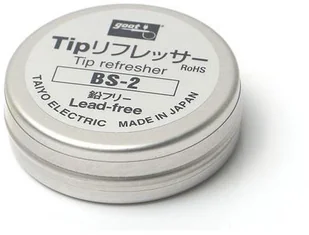 goot
Tipリフレッサー
Tip refresher RoHS
BS-2
鉛フリー
Lead-free
TAIYO ELECTRIC MADE IN JAPAN